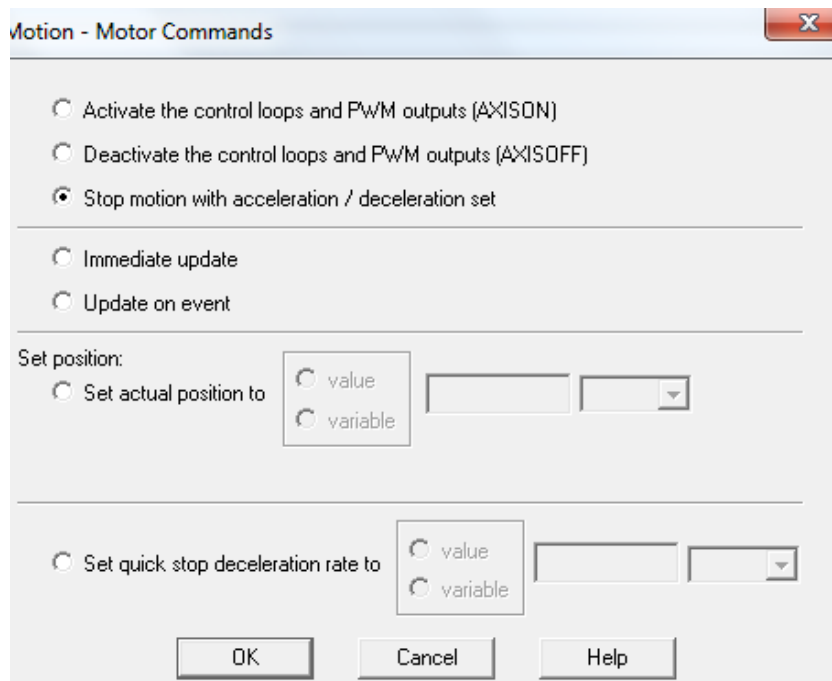 Motion - Motor Commands
Activate the control loops and PWM outputs (AXISON)
Deactivate the control loops and PWM outputs (AXISOFF)
Stop motion with acceleration / deceleration set
Immediate update
Update on event
Set position:
Set actual position to
value
variable
Set quick stop deceleration rate to
value
variable
OK Cancel Help